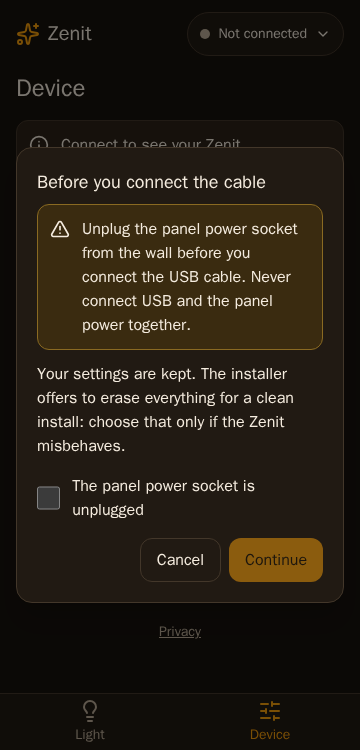 Zenit
Not connected
Device
Connect to see your Zenit
Before you connect the cable
Unplug the panel power socket
from the wall before you
connect the USB cable. Never
connect USB and the panel
power together.
Your settings are kept. The installer
offers to erase everything for a clean
install: choose that only if the Zenit
misbehaves.
The panel power socket is
unplugged
Cancel
Continue
Privacy
Light
Device